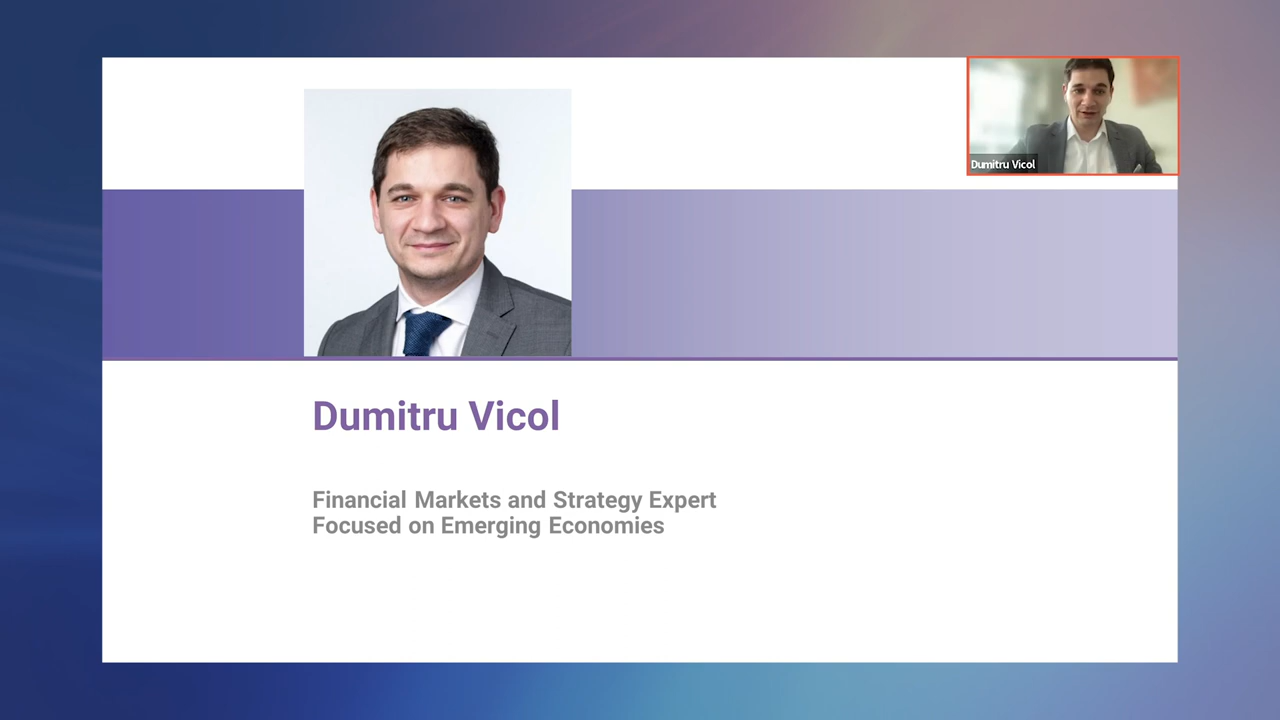 Dumitru Vicol
Dumitru Vicol
Financial Markets and Strategy Expert
Focused on Emerging Economies